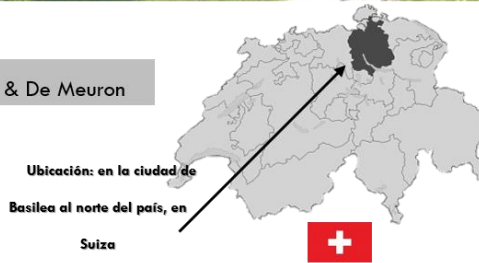 & De Meuron
Ubicación: en la ciudad de
Basilea al norte del país, en
Suiza